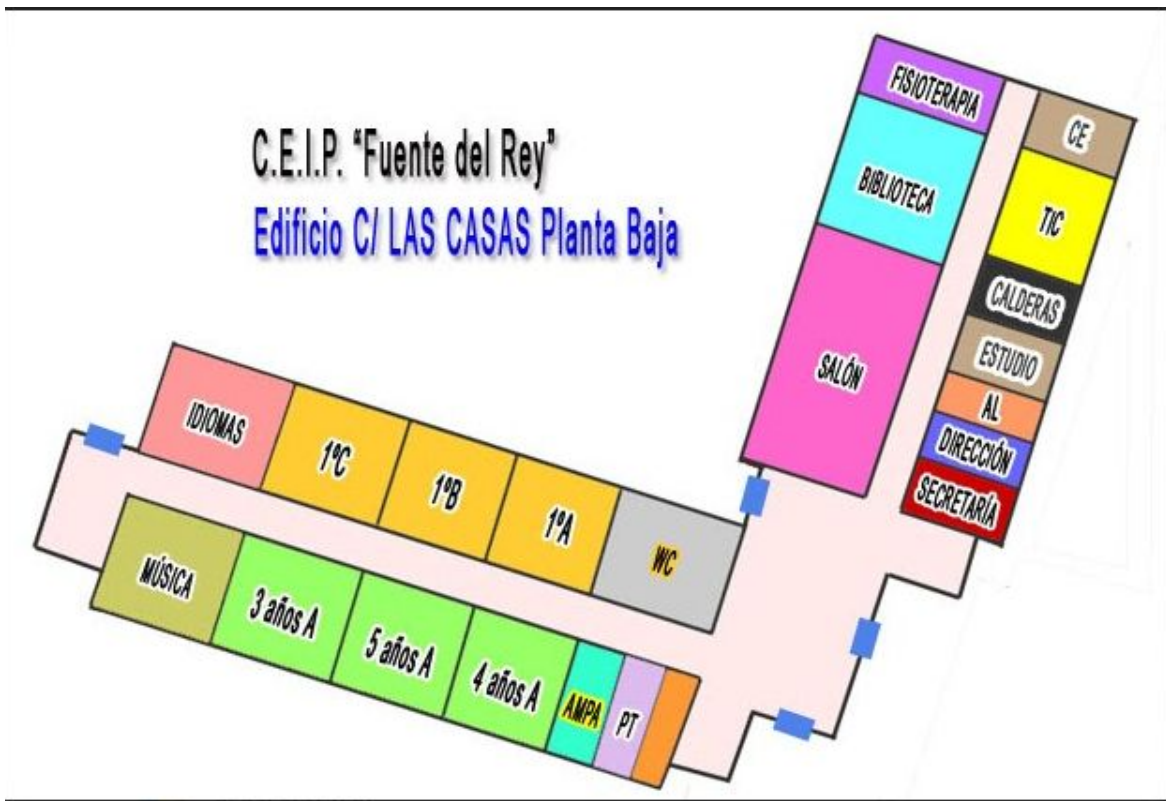 C.E.I.P. “Fuente del Rey”
Edificio C/ LAS CASAS Planta Baja
FISIOTERAPIA
BIBLIOTECA
SALÓN
CE
TIC
CALDERAS
ESTUDIO
AL
DIRECCIÓN
SECRETARÍA
IDIOMAS
1ºC
1ºB
1ºA
WC
MÚSICA
3 años A
5 años A
4 años A
AMPA
PT